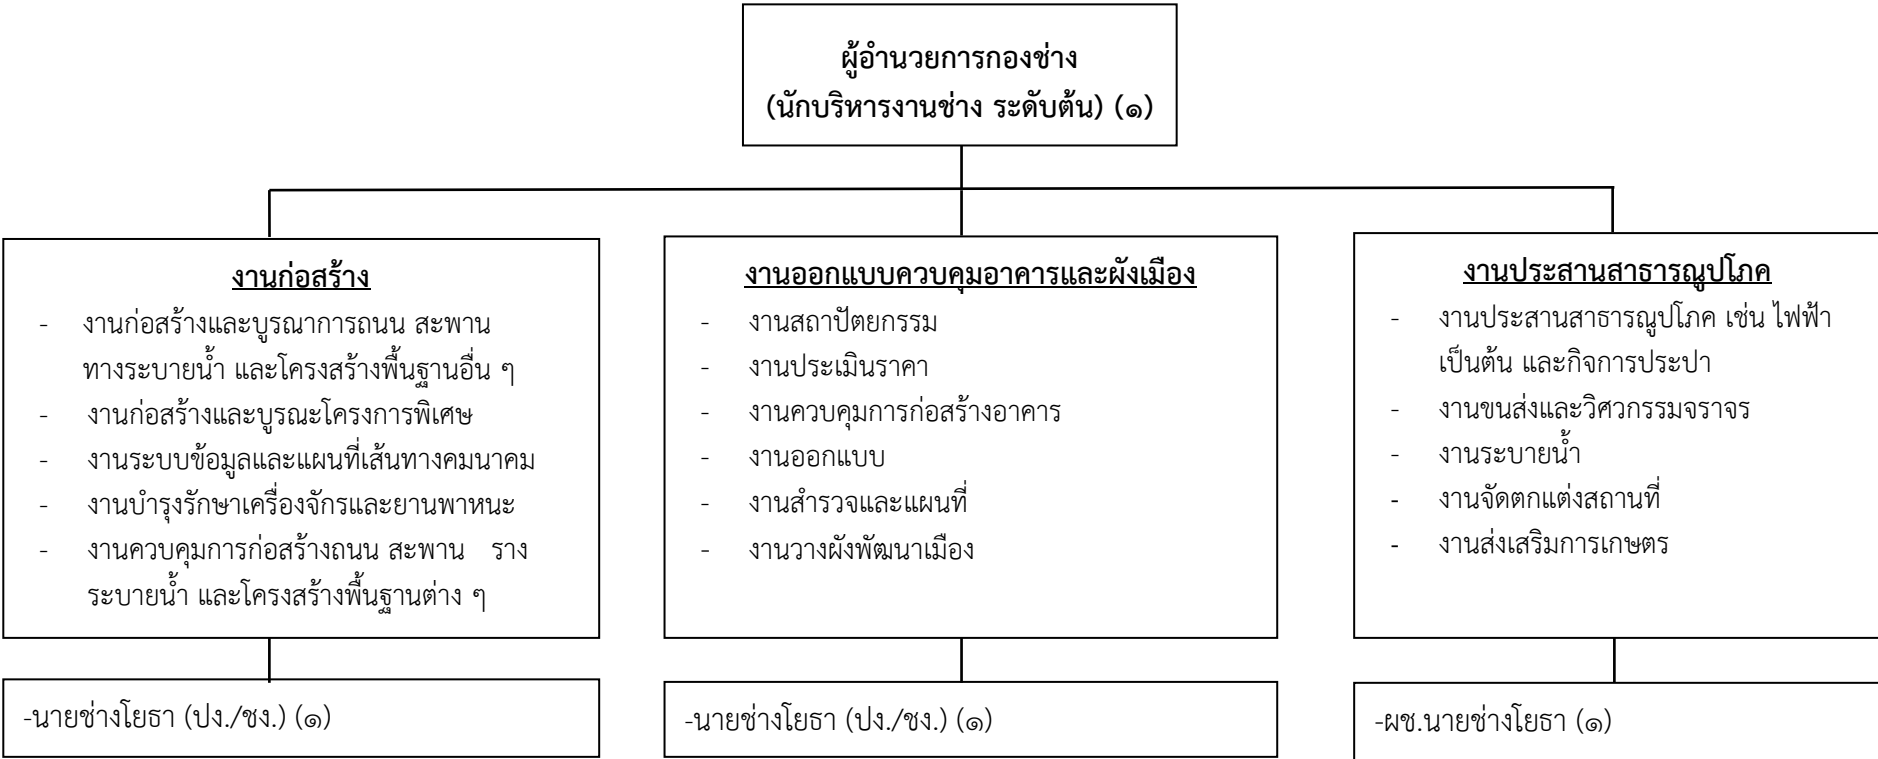 ผู้อำนวยการกองช่าง
(นักบริหารงานช่าง ระดับต้น) (๑)
งานก่อสร้าง
- งานก่อสร้างและบูรณาการถนน สะพาน
ทางระบายน้ำ และโครงสร้างพื้นฐานอื่น ๆ
- งานก่อสร้างและบูรณะโครงการพิเศษ
- งานระบบข้อมูลและแผนที่เส้นทางคมนาคม
- งานบำรุงรักษาเครื่องจักรและยานพาหนะ
- งานควบคุมการก่อสร้างถนน สะพาน ราง
ระบายน้ำ และโครงสร้างพื้นฐานต่าง ๆ
-นายช่างโยธา (ปง./ชง.) (๑)
งานออกแบบควบคุมอาคารและผังเมือง
- งานสถาปัตยกรรม
- งานประเมินราคา
- งานควบคุมการก่อสร้างอาคาร
- งานออกแบบ
- งานสำรวจและแผนที่
- งานวางผังพัฒนาเมือง
-นายช่างโยธา (ปง./ชง.) (๑)
งานประสานสาธารณูปโภค
- งานประสานสาธารณูปโภค เช่น ไฟฟ้า
เป็นต้น และกิจการประปา
- งานขนส่งและวิศวกรรมจราจร
- งานระบายน้ำ
- งานจัดตกแต่งสถานที่
- งานส่งเสริมการเกษตร
-ผช.นายช่างโยธา (๑)